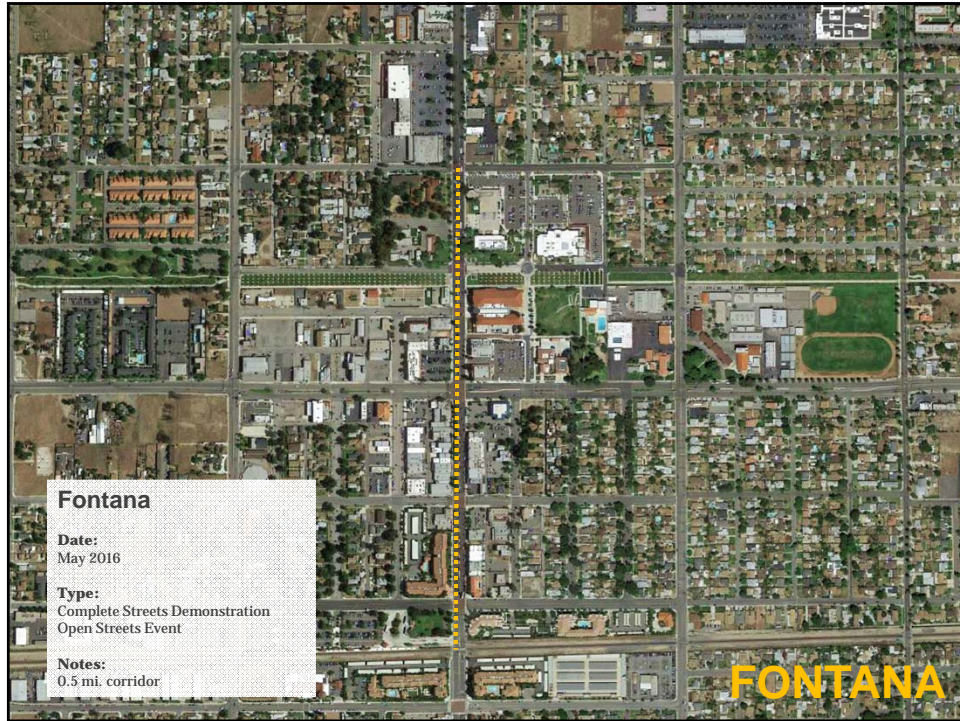 Fontana
Date:
May 2016
Type:
Complete Streets Demonstration
Open Streets Event
Notes:
0.5 mi. corridor
FONTANA